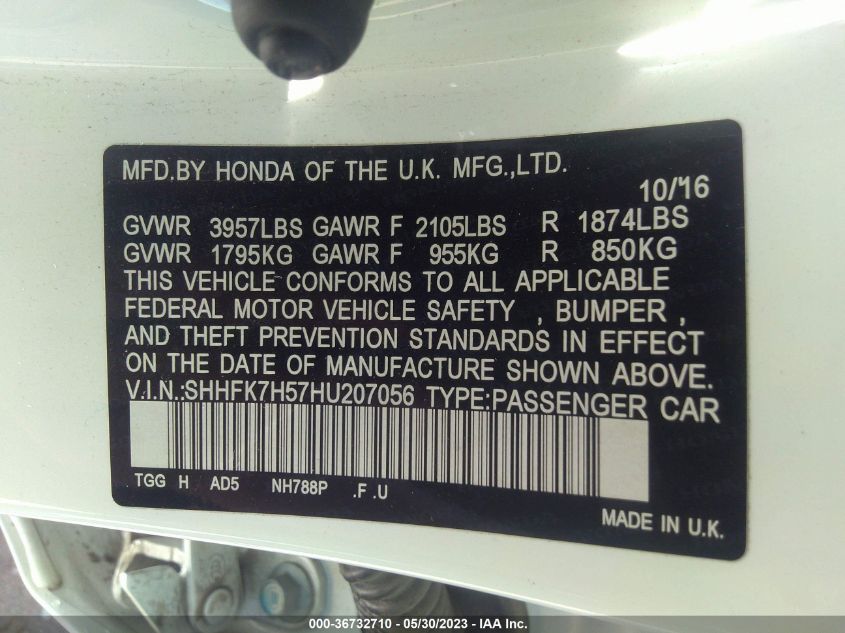 MFD.BY HONDA OF THE U.K. MFG.,LTD.
10/16
GVWR 3957LBS GAWR F 2105LBS R 1874LBS
GVWR 1795KG GAWR F 955KG R 850KG
THIS VEHICLE CONFORMS TO ALL APPLICABLE
FEDERAL MOTOR VEHICLE SAFETY , BUMPER ,
AND THEFT PREVENTION STANDARDS IN EFFECT
ON THE DATE OF MANUFACTURE SHOWN ABOVE.
V.I.N.:SHHFK7H57HU207056 TYPE:PASSENGER CAR
TGG H AD5 NH788P .F .U
MADE IN U.K.
000-36732710 - 05/30/2023 - IAA Inc.